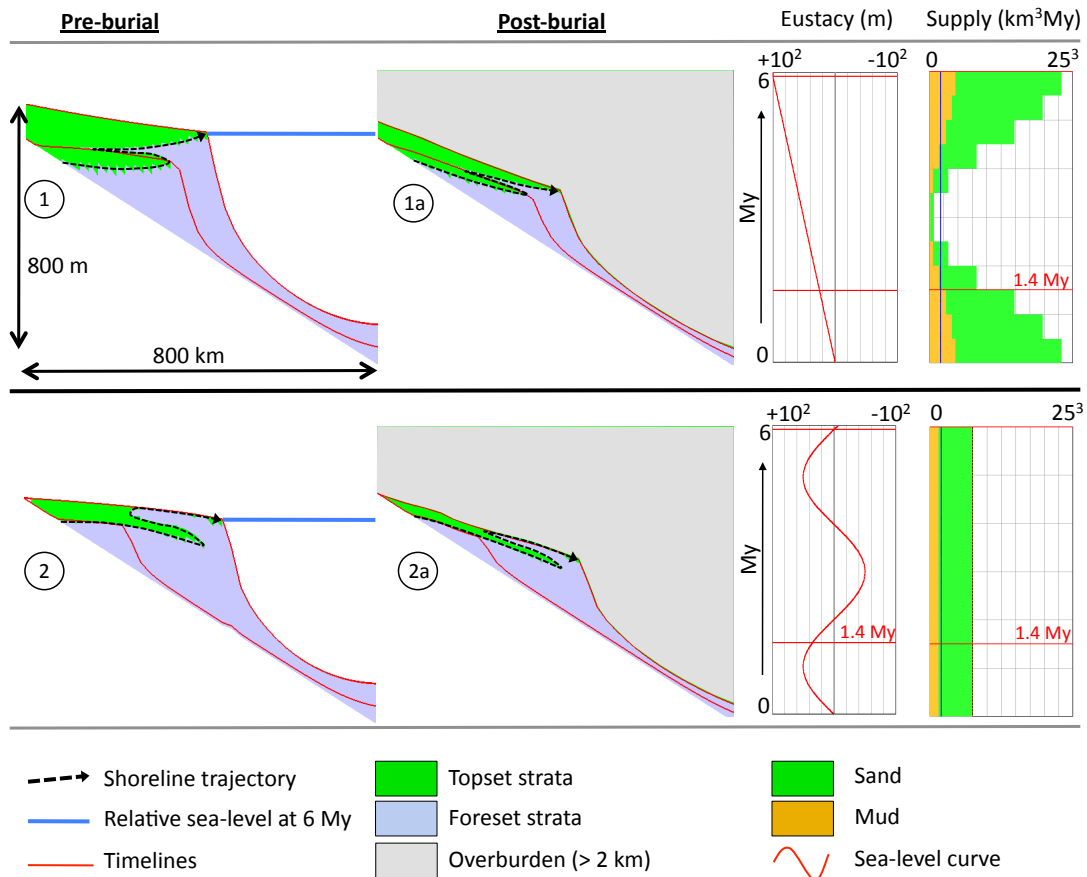 Pre-burial Post-burial Eustacy (m) Supply (km³My)
+10² -10² 0 25³
6
1 1a
My
800 m
1.4 My
800 km
0
+10² -10² 0 25³
6
2 2a
My
1.4 My 1.4 My
0
Shoreline trajectory Topset strata Sand
Relative sea-level at 6 My Foreset strata Mud
Timelines Overburden (> 2 km) Sea-level curve